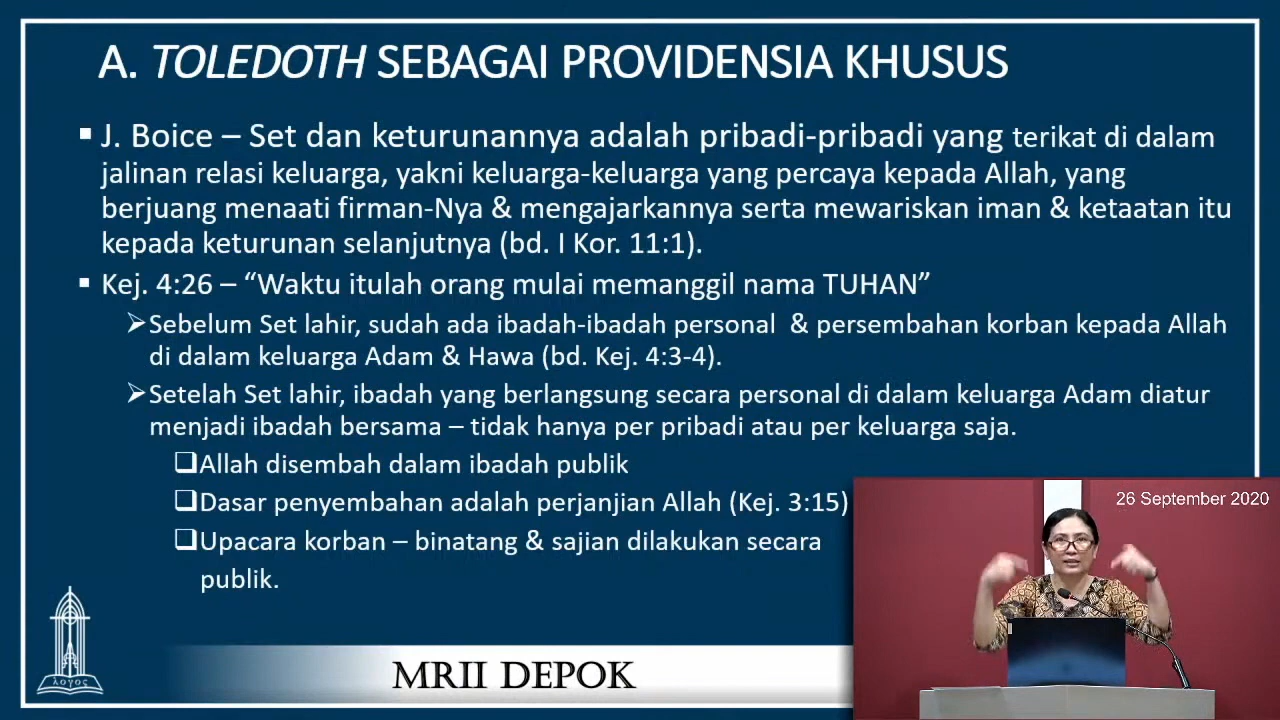 A. TOLEDOTH SEBAGAI PROVIDENSIA KHUSUS
▪ J. Boice – Set dan keturunannya adalah pribadi-pribadi yang terikat di dalam
jalinan relasi keluarga, yakni keluarga-keluarga yang percaya kepada Allah, yang
berjuang menaati firman-Nya & mengajarkannya serta mewariskan iman & ketaatan itu
kepada keturunan selanjutnya (bd. I Kor. 11:1).
▪ Kej. 4:26 – “Waktu itulah orang mulai memanggil nama TUHAN”
➢Sebelum Set lahir, sudah ada ibadah-ibadah personal & persembahan korban kepada Allah
di dalam keluarga Adam & Hawa (bd. Kej. 4:3-4).
➢Setelah Set lahir, ibadah yang berlangsung secara personal di dalam keluarga Adam diatur
menjadi ibadah bersama – tidak hanya per pribadi atau per keluarga saja.
❑Allah disembah dalam ibadah publik
❑Dasar penyembahan adalah perjanjian Allah (Kej. 3:15)
❑Upacara korban – binatang & sajian dilakukan secara
publik.
26 September 2020
λογος
MRII DEPOK